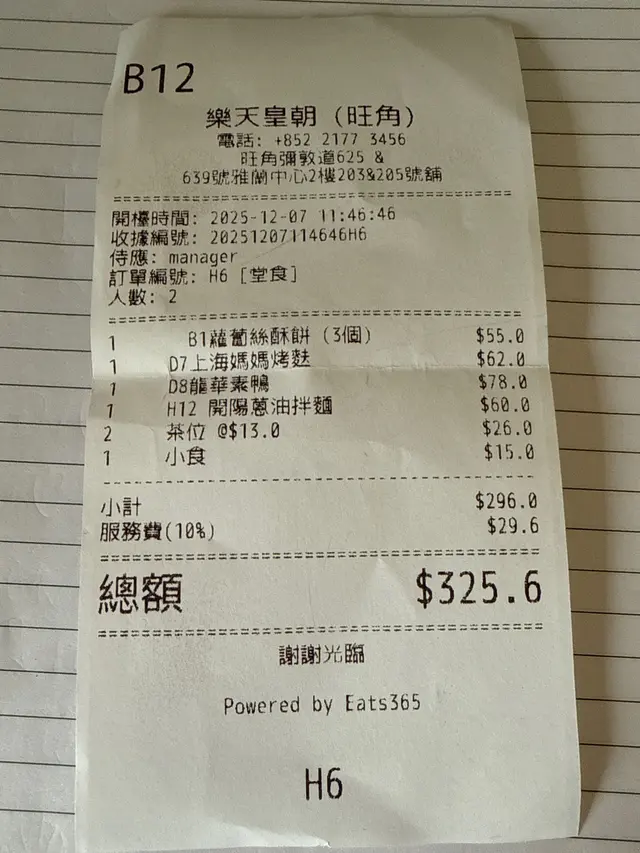 B12
樂天皇朝 (旺角)
電話: +852 2177 3456
旺角彌敦道625 &
639號雅蘭中心2樓203&205號舖
開檯時間: 2025-12-07 11:46:46
收據編號: 20251207114646H6
侍應: manager
訂單編號: H6 [堂食]
人數: 2
1 B1蘿蔔絲酥餅 (3個) $55.0
1 D7上海媽媽烤麩 $62.0
1 D8龍華素鴨 $78.0
1 H12 開陽蔥油拌麵 $60.0
2 茶位 @$13.0 $26.0
1 小食 $15.0
小計 $296.0
服務費(10%) $29.6
總額 $325.6
謝謝光臨
Powered by Eats365
H6